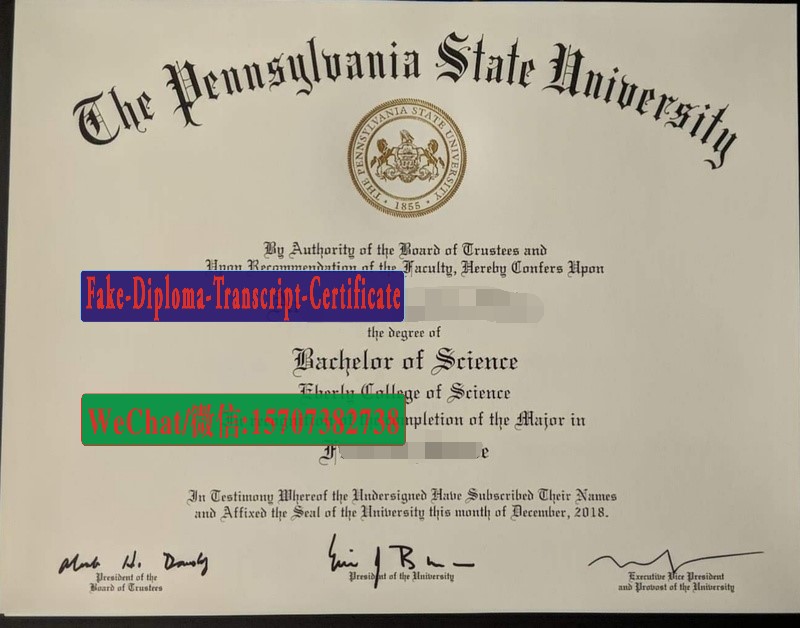 The Pennsylvania State University
THE PENNSYLVANIA STATE UNIVERSITY
1855
By Authority of the Board of Trustees and
Upon Recommendation of the Faculty, Hereby Confers Upon
Fake-Diploma-Transcript-Certificate
the degree of
Bachelor of Science
Eberly College of Science
WeChat/微信:15707382738
completion of the Major in
In Testimony Whereof the Undersigned Have Subscribed Their Names
and Affixed the Seal of the University this month of December, 2018.
President of the
Board of Trustees
President of the University
Executive Vice President
and Provost of the University